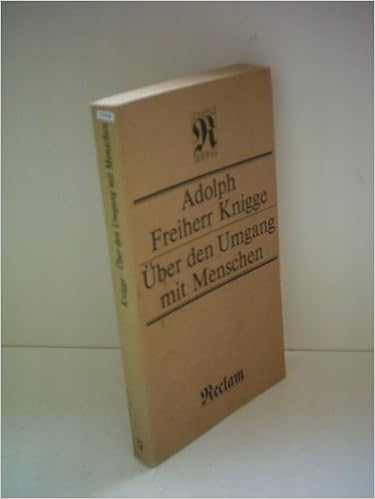 R
Adolph
Freiherr Knigge
Über den Umgang
mit Menschen
Reclam
Knigge · Über den Umgang mit Menschen